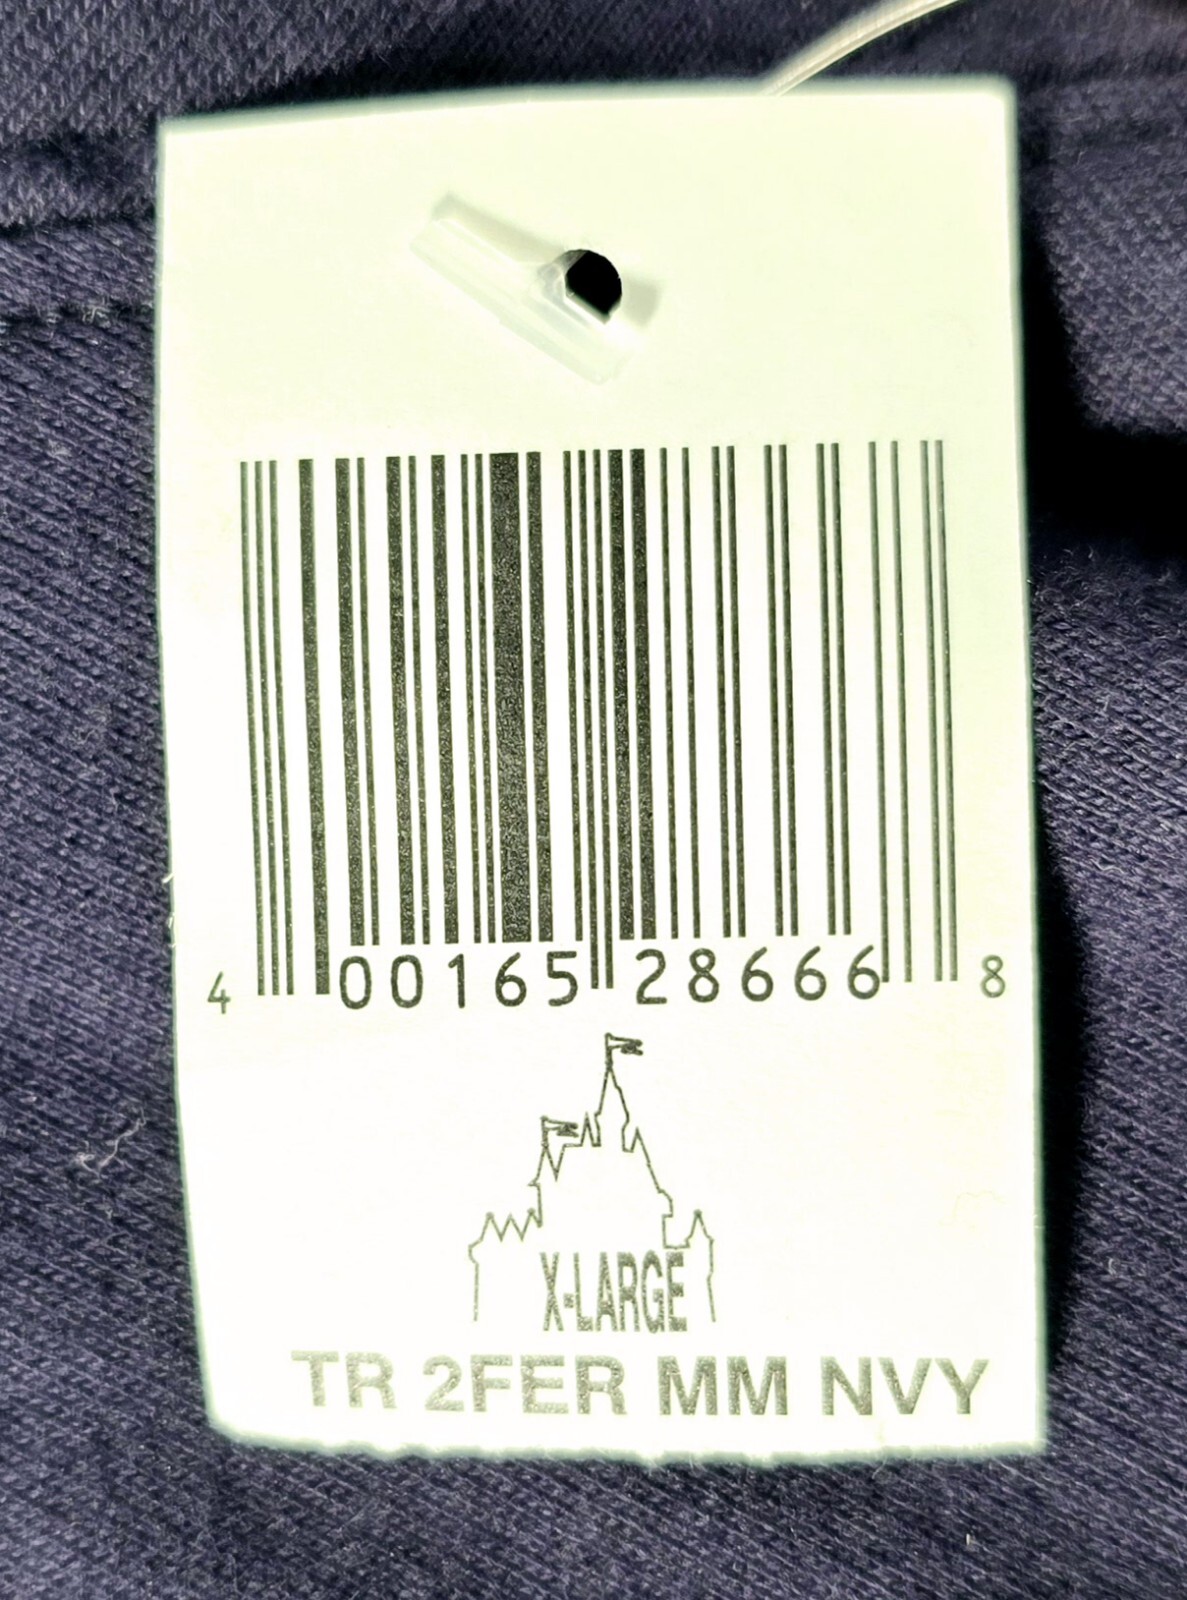 4 00165 28666 8
X-LARGE
TR 2FER MM NVY